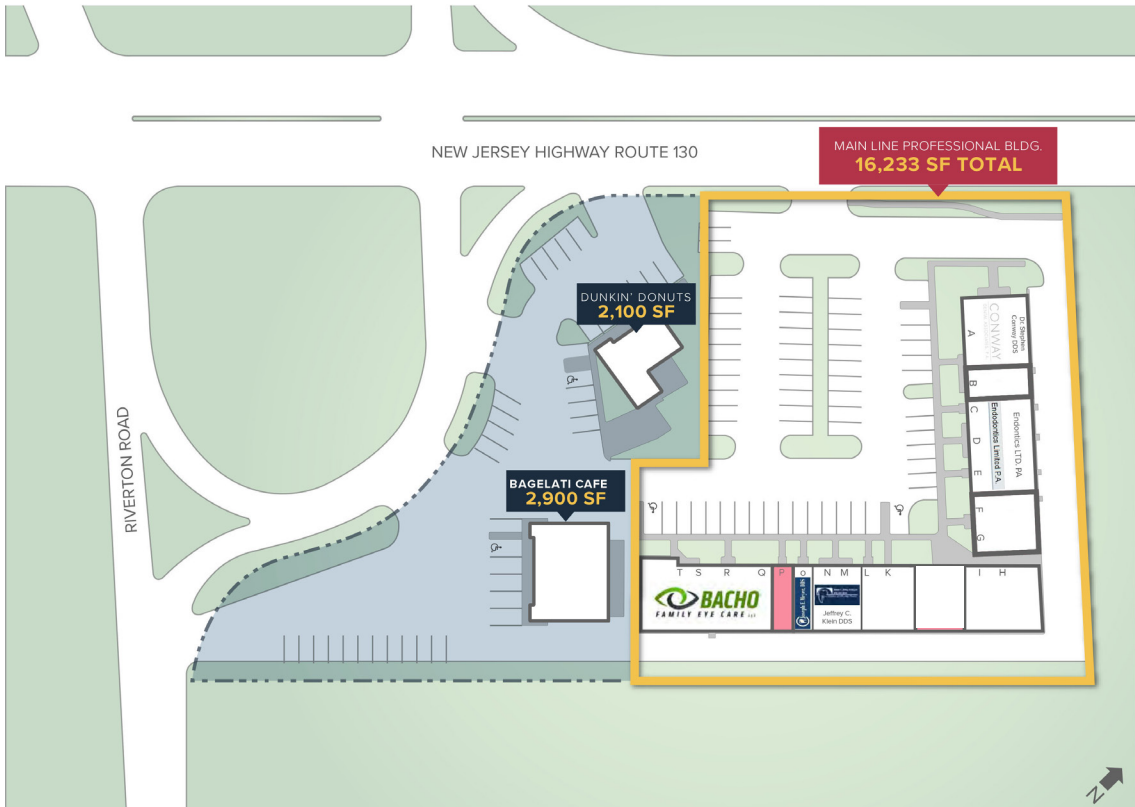 NEW JERSEY HIGHWAY ROUTE 130
MAIN LINE PROFESSIONAL BLDG.
16,233 SF TOTAL
DUNKIN' DONUTS
2,100 SF
BAGELATI CAFE
2,900 SF
RIVERTON ROAD
CONWAY
Dr. Stephen
Conway DDS
A
B
C
D
E
Endodontics Limited P.A.
Endontics LTD. PA
F
G
T S R Q P O N M L K I H
BACHO
FAMILY EYE CARE
Jeffrey C.
Klein DDS
N